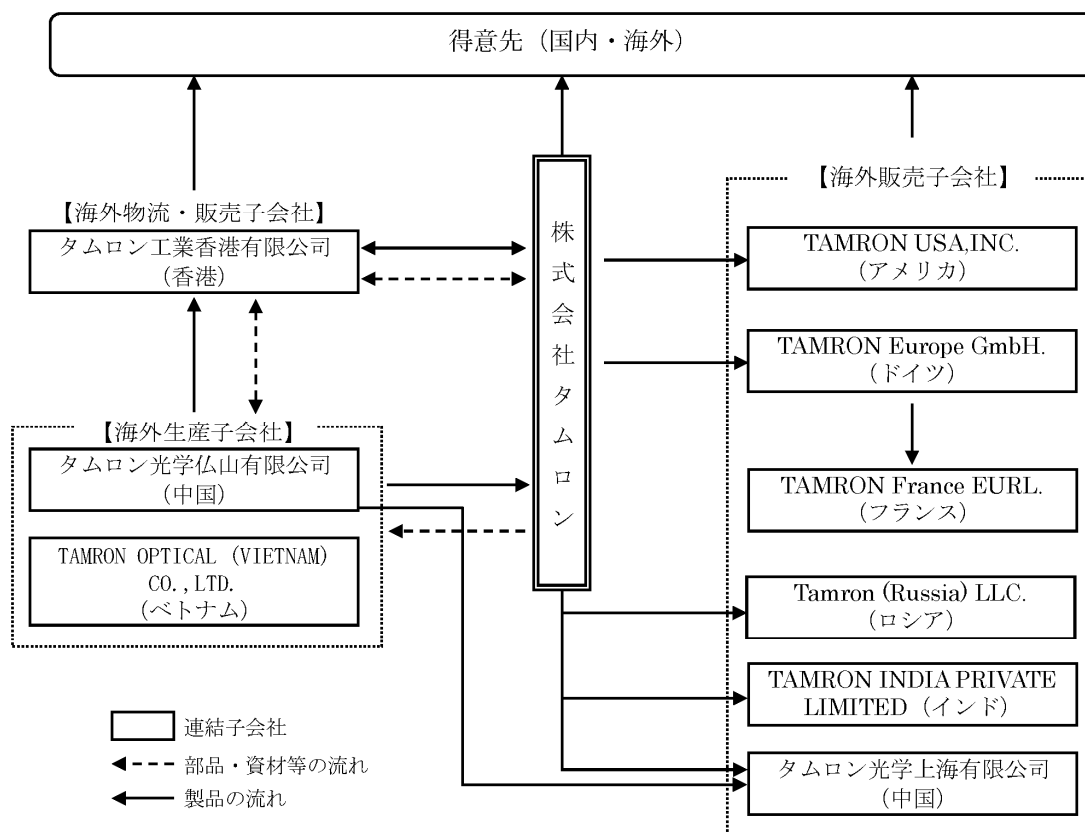 得意先（国内・海外）
【海外物流・販売子会社】
タムロン工業香港有限公司
（香港）
【海外生産子会社】
タムロン光学仏山有限公司
（中国）
TAMRON OPTICAL (VIETNAM)
CO.,LTD.
（ベトナム）
株式会社タムロン
【海外販売子会社】
TAMRON USA,INC.
（アメリカ）
TAMRON Europe GmbH.
（ドイツ）
TAMRON France EURL.
（フランス）
Tamron (Russia) LLC.
（ロシア）
TAMRON INDIA PRIVATE
LIMITED（インド）
タムロン光学上海有限公司
（中国）
連結子会社
部品・資材等の流れ
製品の流れ